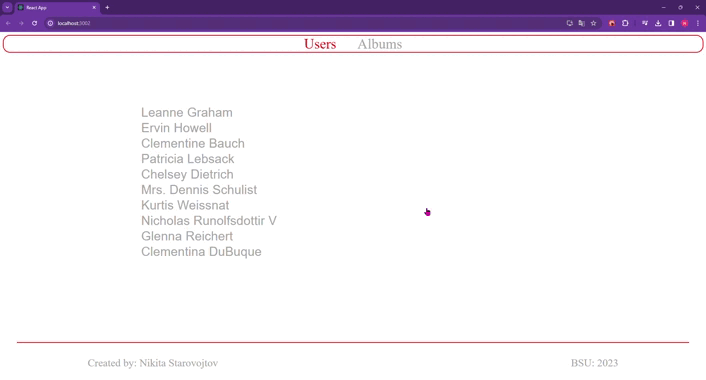 React App
localhost:3002
Users Albums
Leanne Graham
Ervin Howell
Clementine Bauch
Patricia Lebsack
Chelsey Dietrich
Mrs. Dennis Schulist
Kurtis Weissnat
Nicholas Runolfsdottir V
Glenna Reichert
Clementina DuBuque
Created by: Nikita Starovojtov BSU: 2023